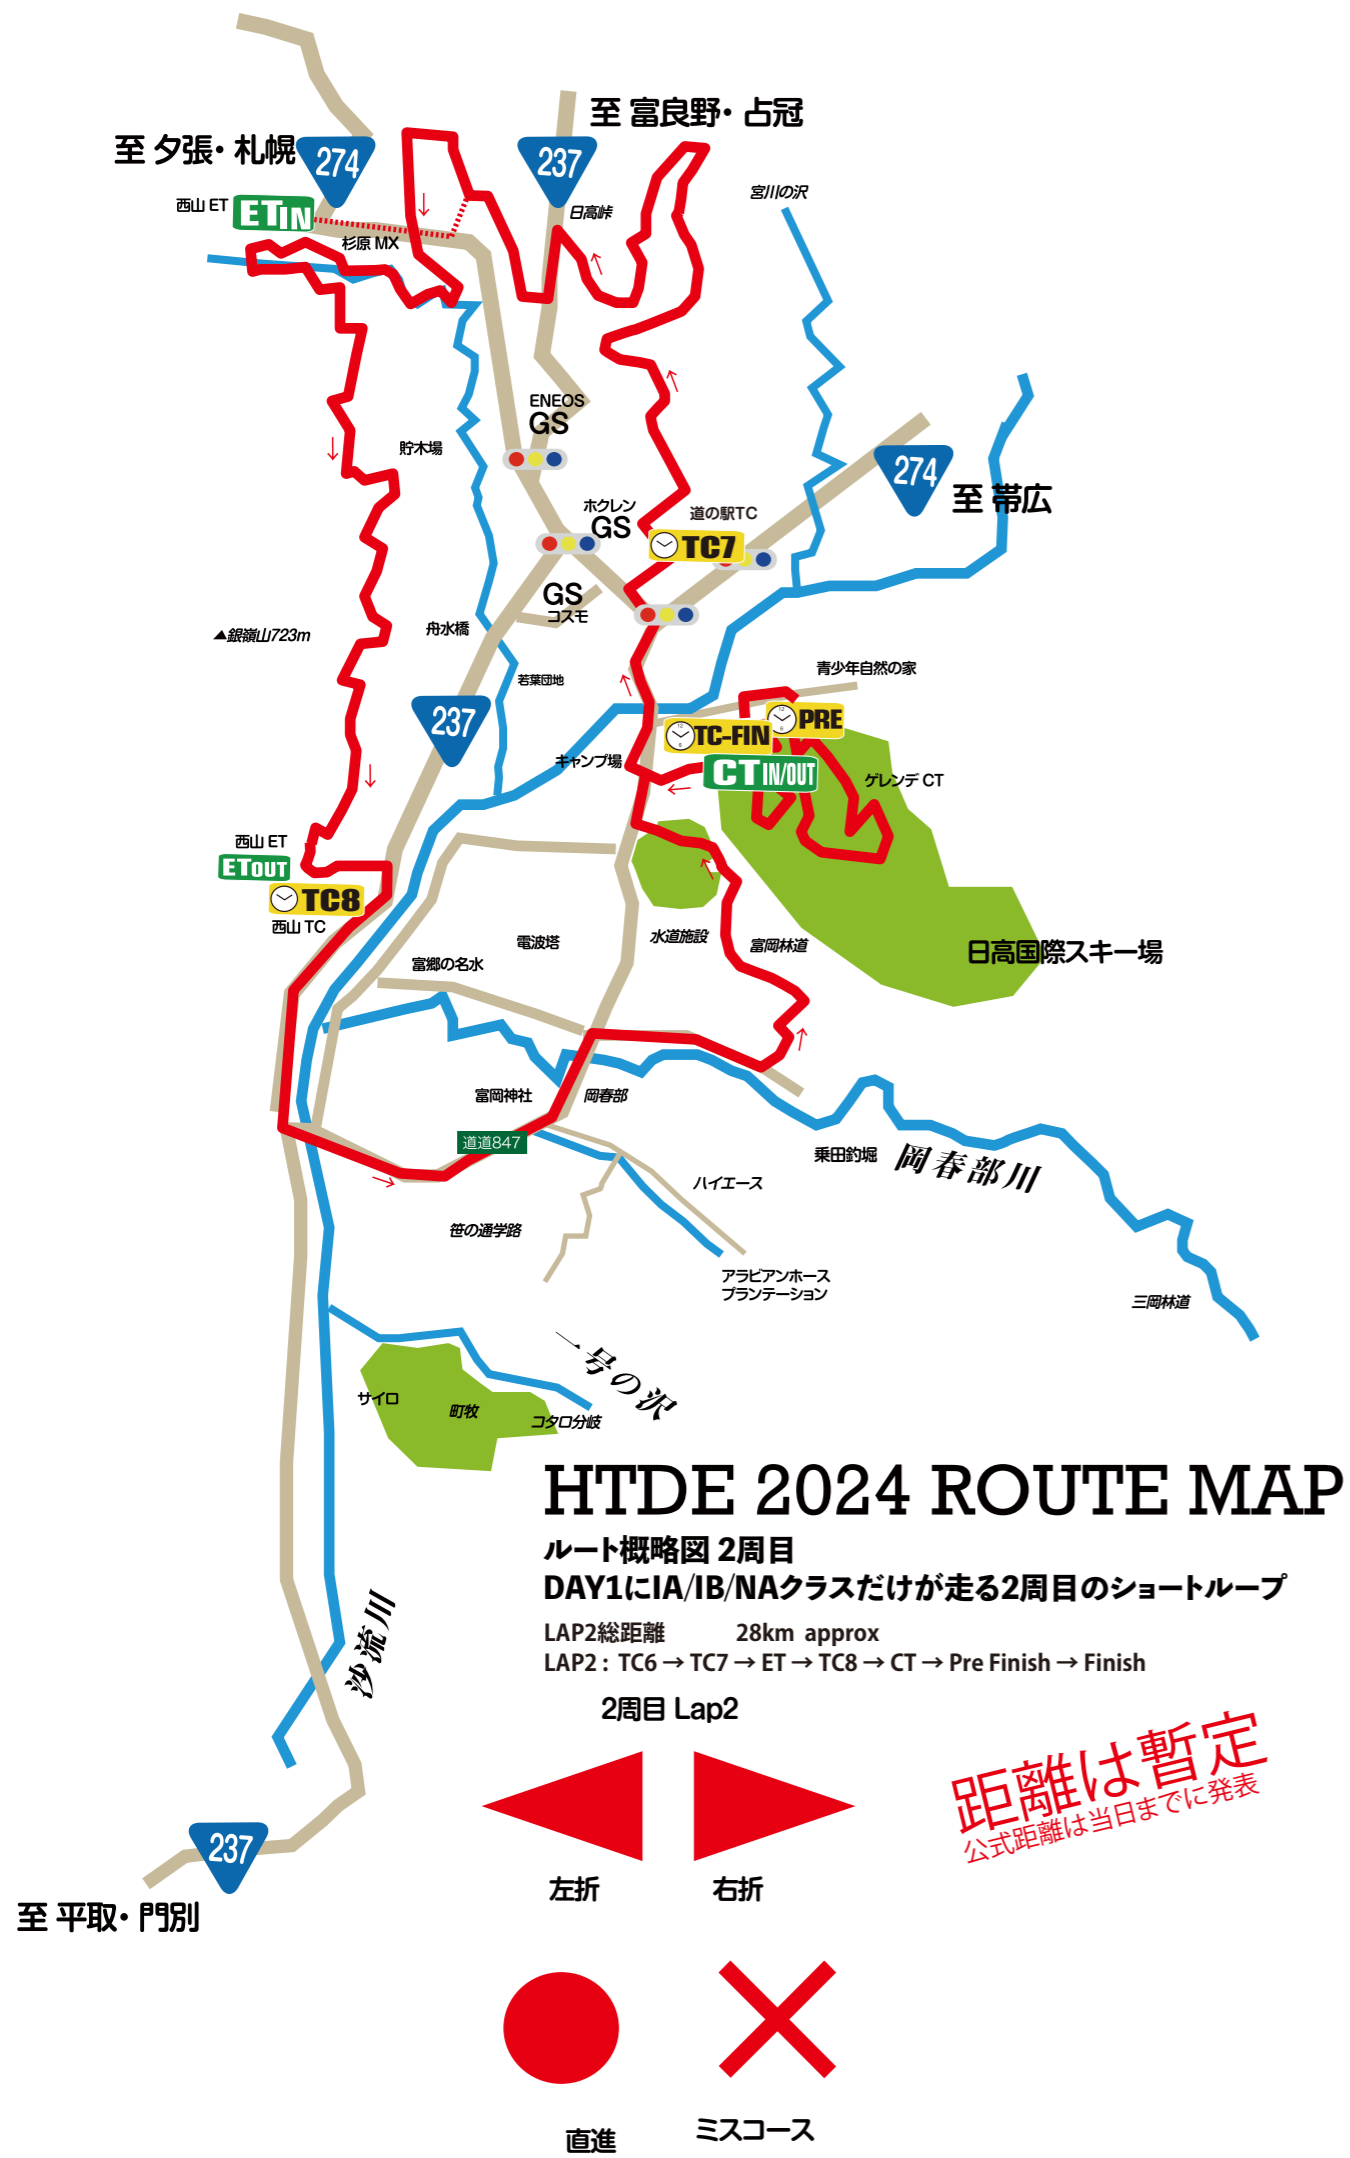 至 富良野・占冠
至 夕張・札幌
274
237
宮川の沢
西山 ET
ET IN
日高峠
杉原 MX
ENEOS
GS
貯木場
274
至 帯広
ホクレン
GS
道の駅TC
TC7
GS
コスモ
▲銀嶺山723m
舟水橋
若葉団地
青少年自然の家
237
PRE
TC-FIN
キャンプ場
CT IN/OUT
ゲレンデ CT
西山 ET
ET OUT
TC8
西山 TC
電波塔
水道施設
富岡林道
日高国際スキー場
富郷の名水
富岡神社
岡春部
道道847
乗田釣堀
岡春部川
ハイエース
笹の通学路
アラビアンホース
プランテーション
三岡林道
一号の沢
サイロ
町牧
コタロ分岐
HTDE 2024 ROUTE MAP
ルート概略図 2周目
DAY1にIA/IB/NAクラスだけが走る2周目のショートループ
LAP2総距離 28km approx
LAP2 : TC6 → TC7 → ET → TC8 → CT → Pre Finish → Finish
沙流川
2周目 Lap2
距離は暫定
公式距離は当日までに発表
237
左折
右折
至 平取・門別
直進
ミスコース